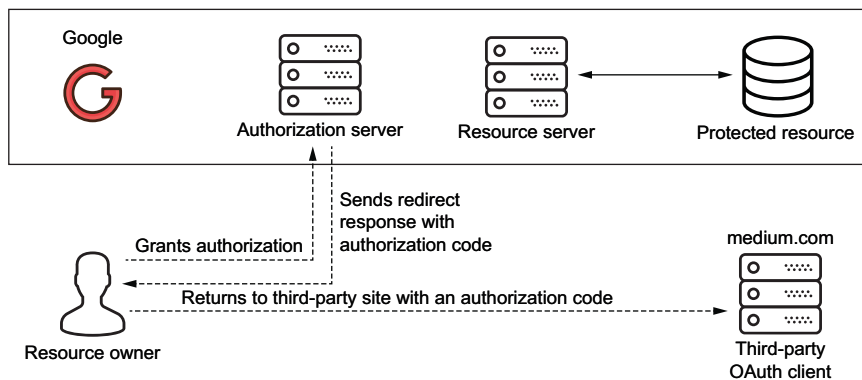 Google
Authorization server
Resource server
Protected resource
Sends redirect
response with
authorization code
Grants authorization
medium.com
Returns to third-party site with an authorization code
Resource owner
Third-party
OAuth client